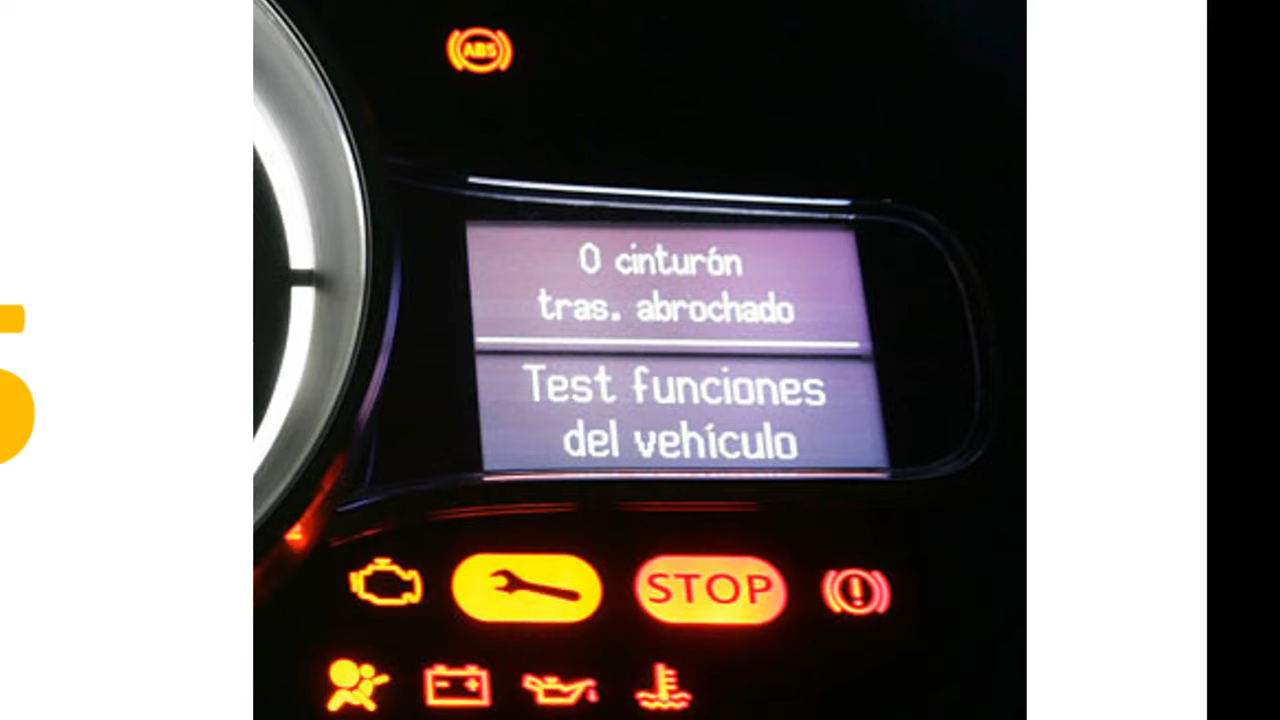 ABS
0 cinturón
tras. abrochado
Test funciones
del vehículo
STOP